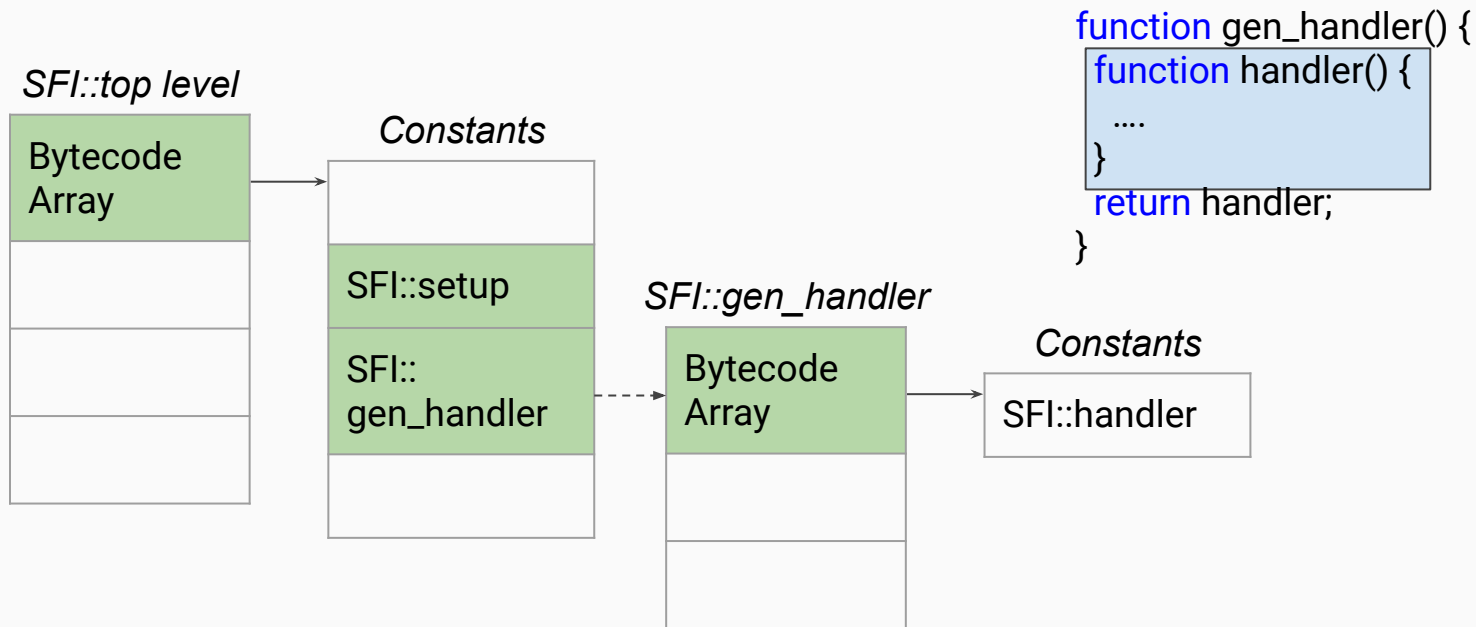 SFI::top level
Bytecode
Array
Constants
SFI::setup
SFI::
gen_handler
SFI::gen_handler
Bytecode
Array
Constants
SFI::handler
function gen_handler() {
function handler() {
....
}
return handler;
}